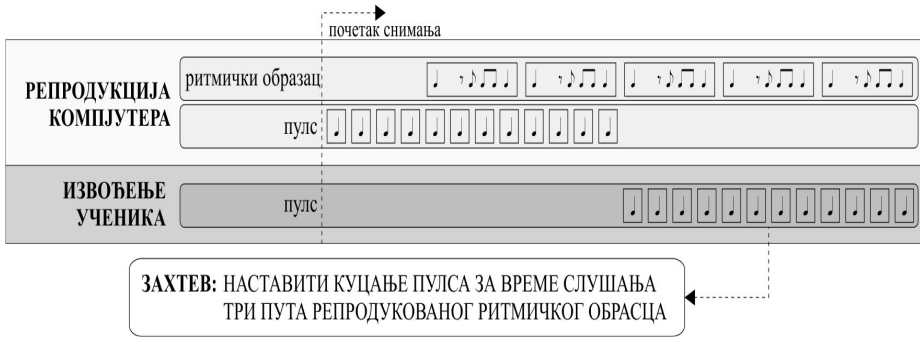 почетак снимања
РЕПРОДУКЦИЈА
КОМПЈУТЕРА
ритмички образац
пулс
ИЗВОЂЕЊЕ
УЧЕНИКА
пулс
ЗАХТЕВ: НАСТАВИТИ КУЦАЊЕ ПУЛСА ЗА ВРЕМЕ СЛУШАЊА
ТРИ ПУТА РЕПРОДУКОВАНОГ РИТМИЧКОГ ОБРАСЦА